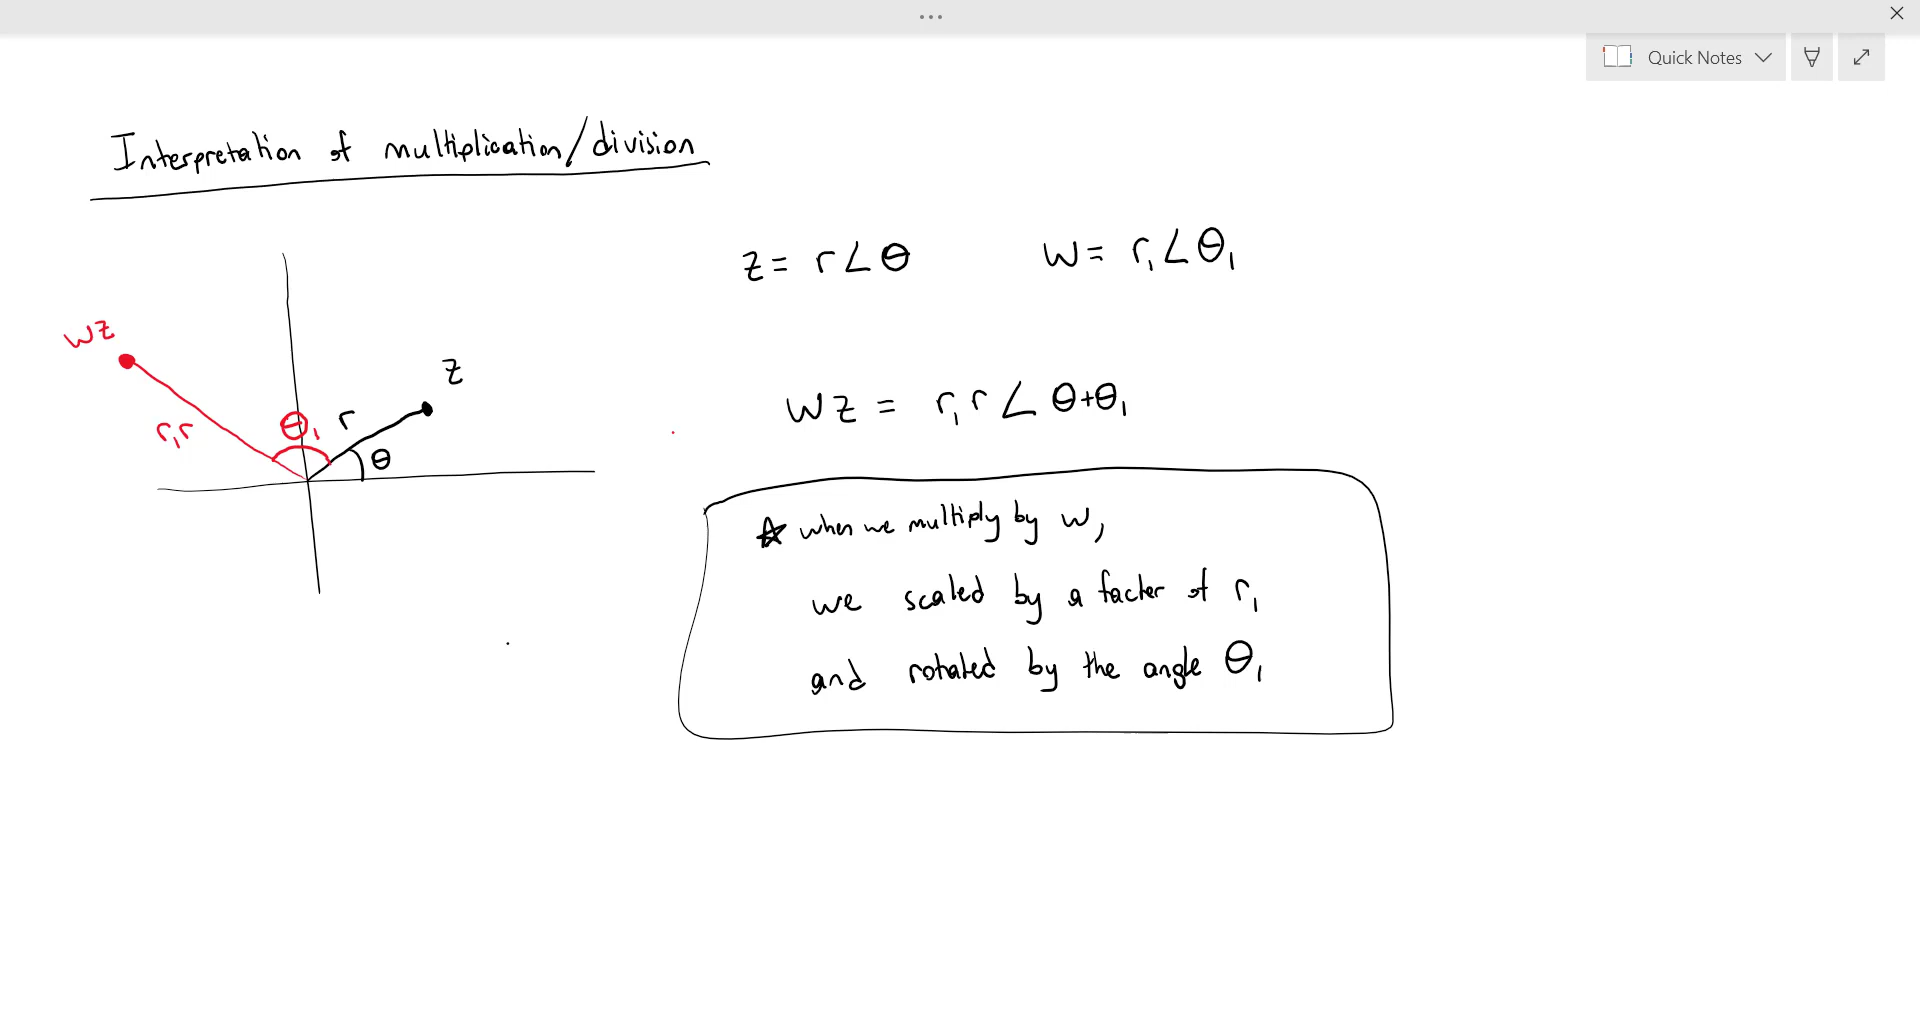 Quick Notes
Interpretation of multiplication/division
z = r∠θ
w = r₁∠θ₁
wz
z
r₁r
θ₁
r
θ
wz = r₁r ∠ θ+θ₁
☆ when we multiply by w,
we scaled by a factor of r₁
and rotated by the angle θ₁